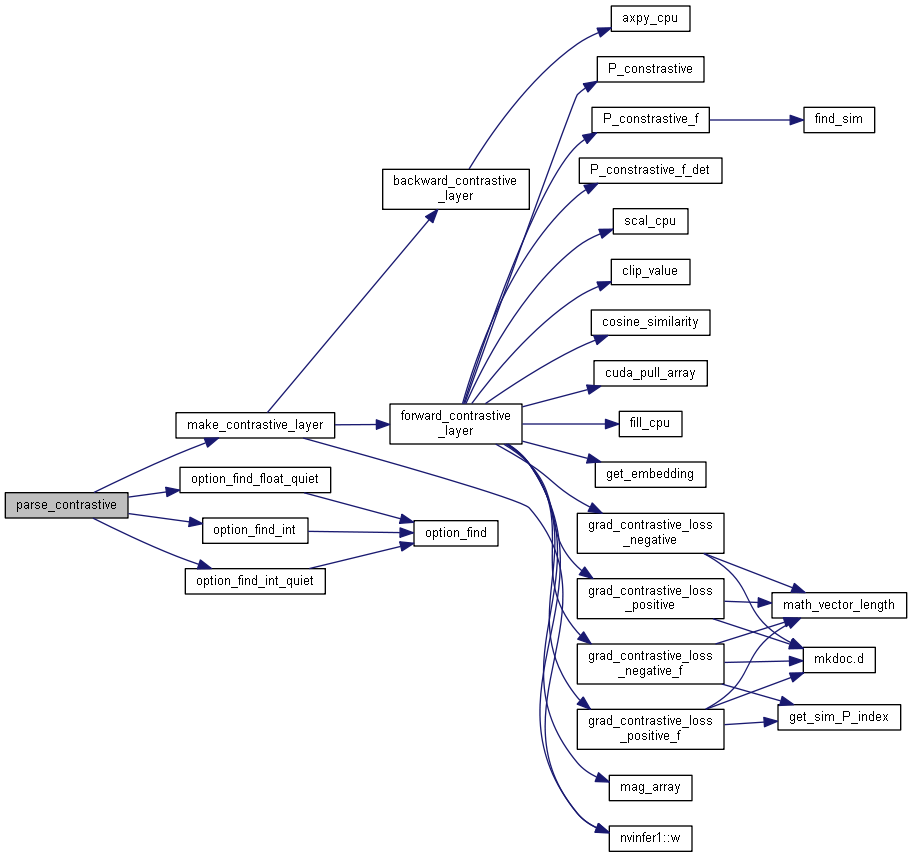 axpy_cpu
P_constrastive
P_constrastive_f
find_sim
P_constrastive_f_det
backward_contrastive
_layer
scal_cpu
clip_value
cosine_similarity
cuda_pull_array
make_contrastive_layer
forward_contrastive
_layer
fill_cpu
get_embedding
option_find_float_quiet
parse_contrastive
option_find_int
option_find
grad_contrastive_loss
_negative
option_find_int_quiet
grad_contrastive_loss
_positive
math_vector_length
grad_contrastive_loss
_negative_f
mkdoc.d
grad_contrastive_loss
_positive_f
get_sim_P_index
mag_array
nvinfer1::w